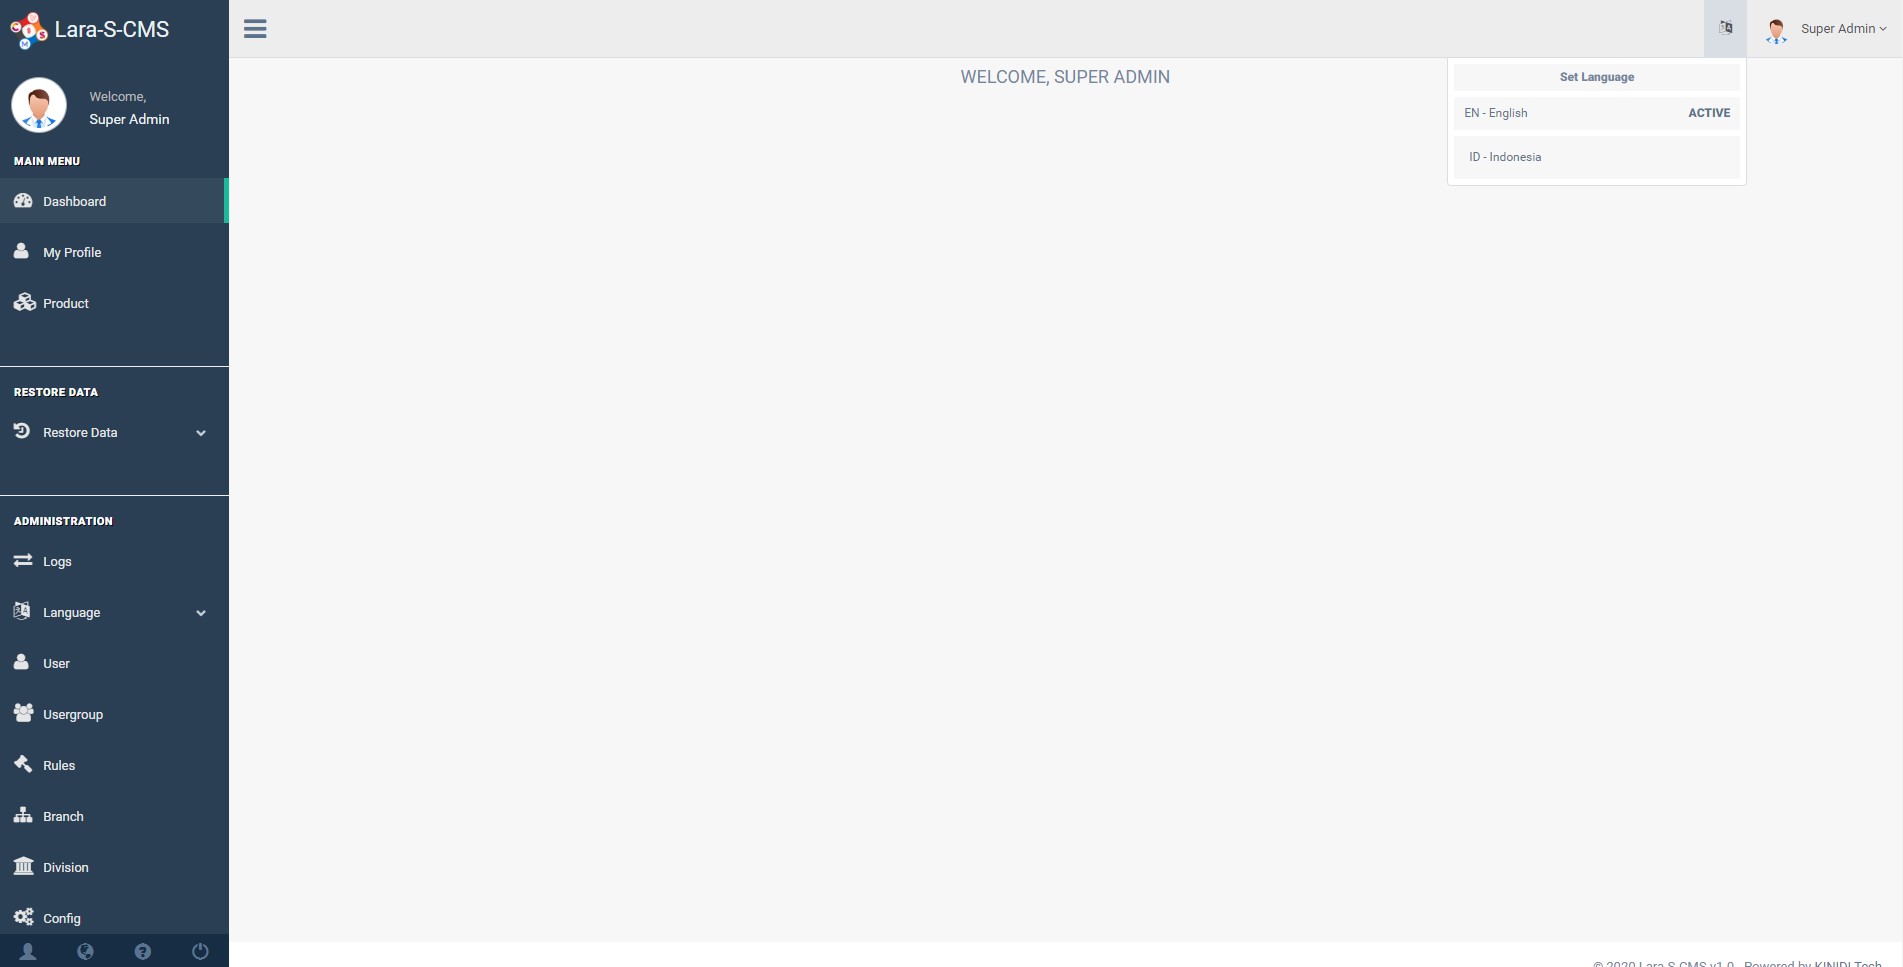 Lara-S-CMS
Super Admin
Welcome,
Super Admin
MAIN MENU
Dashboard
My Profile
Product
RESTORE DATA
Restore Data
ADMINISTRATION
Logs
Language
User
Usergroup
Rules
Branch
Division
Config
WELCOME, SUPER ADMIN
Set Language
EN - English ACTIVE
ID - Indonesia
© 2020 Lara-S-CMS v1.0 - Powered by KINIDI Tech